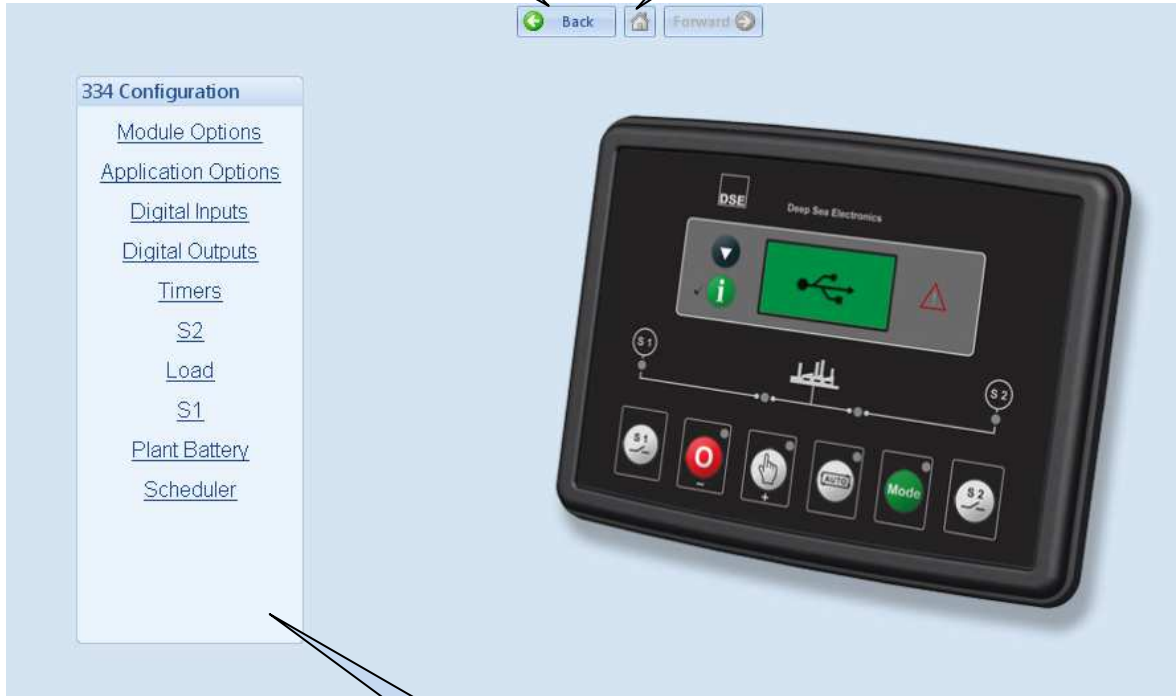 Back
Forward
334 Configuration
Module Options
Application Options
Digital Inputs
Digital Outputs
Timers
S2
Load
S1
Plant Battery
Scheduler
DSE
Deep Sea Electronics
i
S1
S2
S1
O
AUTO
Mode
S2
- +